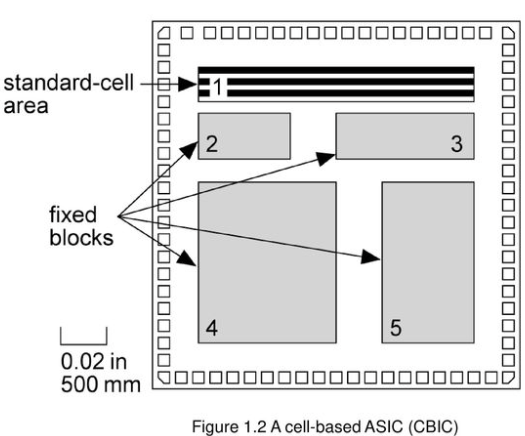 standard-cell
area
1
2
3
fixed
blocks
4
5
0.02 in
500 mm
Figure 1.2 A cell-based ASIC (CBIC)